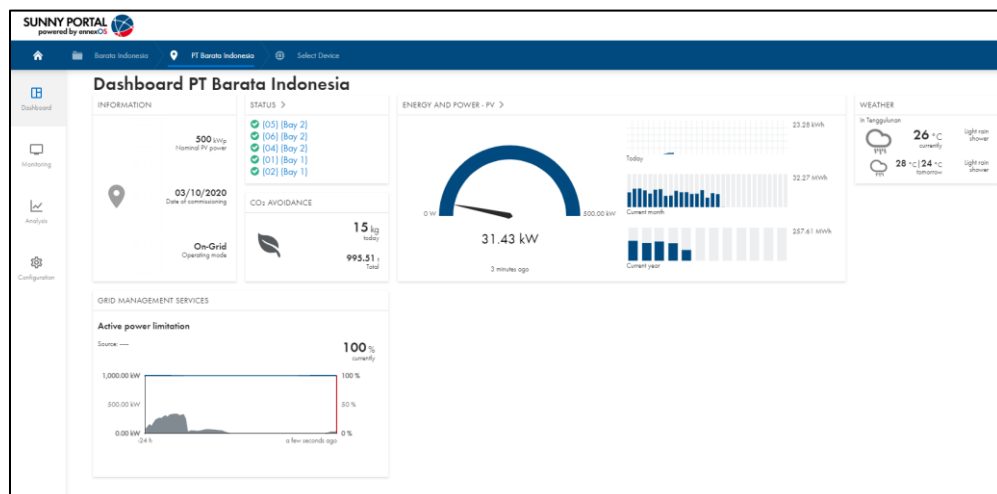 SUNNY PORTAL
powered by ennexOS
Barata Indonesia
PT Barata Indonesia
Select Device
Dashboard PT Barata Indonesia
Dashboard
Monitoring
Analysis
Configuration
INFORMATION
500 kWp
Nominal PV power
03/10/2020
Date of commissioning
On-Grid
Operating mode
STATUS >
(05) (Bay 2)
(06) (Bay 2)
(04) (Bay 2)
(01) (Bay 1)
(02) (Bay 1)
CO₂ AVOIDANCE
15 kg
today
995.51 t
Total
ENERGY AND POWER - PV >
0 W
500.00 kW
31.43 kW
3 minutes ago
23.28 kWh
Today
32.27 MWh
Current month
257.61 MWh
Current year
WEATHER
In Tenggulunan
26 °C
currently
Light rain shower
28 °C | 24 °C
tomorrow
Light rain shower
GRID MANAGEMENT SERVICES
Active power limitation
Source: ----
100 %
currently
1,000.00 kW
100 %
500.00 kW
50 %
0.00 kW
0 %
-24 h
a few seconds ago